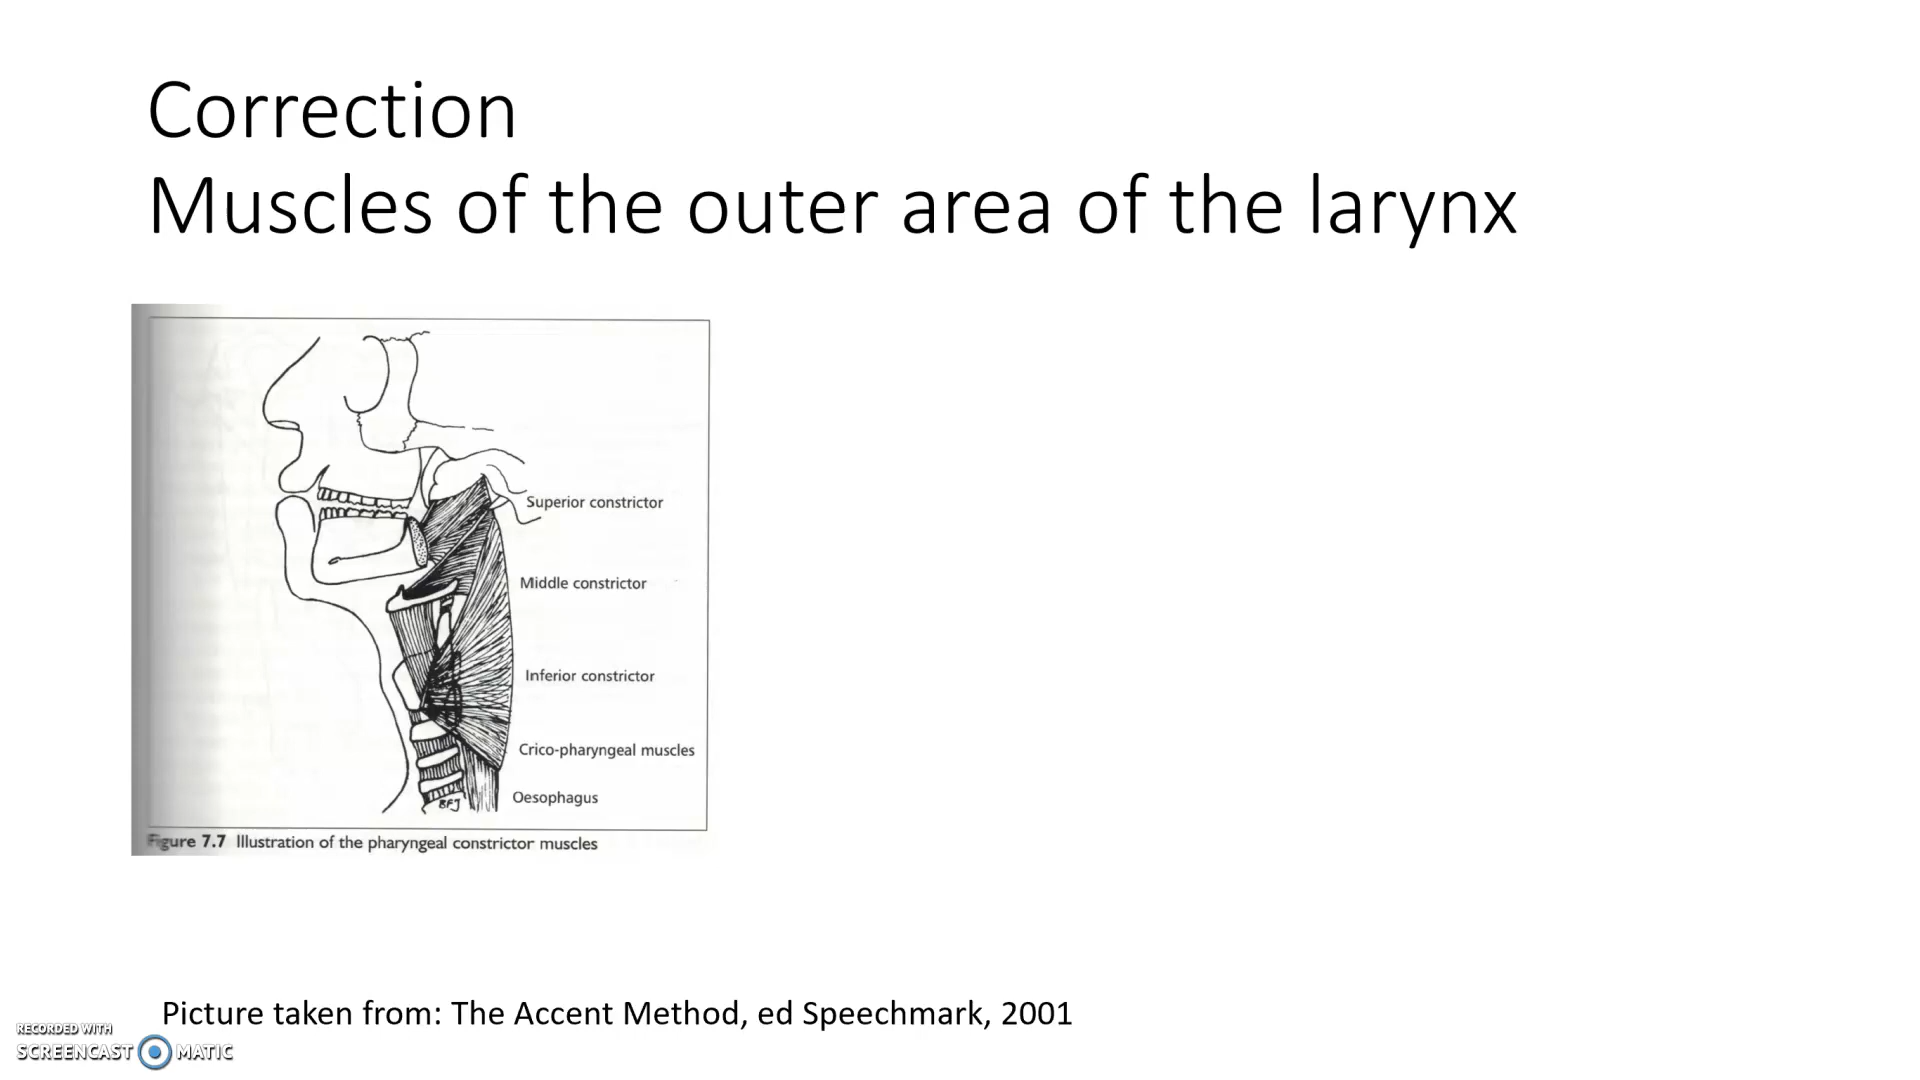 Correction
Muscles of the outer area of the larynx
Superior constrictor
Middle constrictor
Inferior constrictor
Crico-pharyngeal muscles
Oesophagus
BFJ
Figure 7.7 Illustration of the pharyngeal constrictor muscles
Picture taken from: The Accent Method, ed Speechmark, 2001
RECORDED WITH
SCREENCAST MATIC